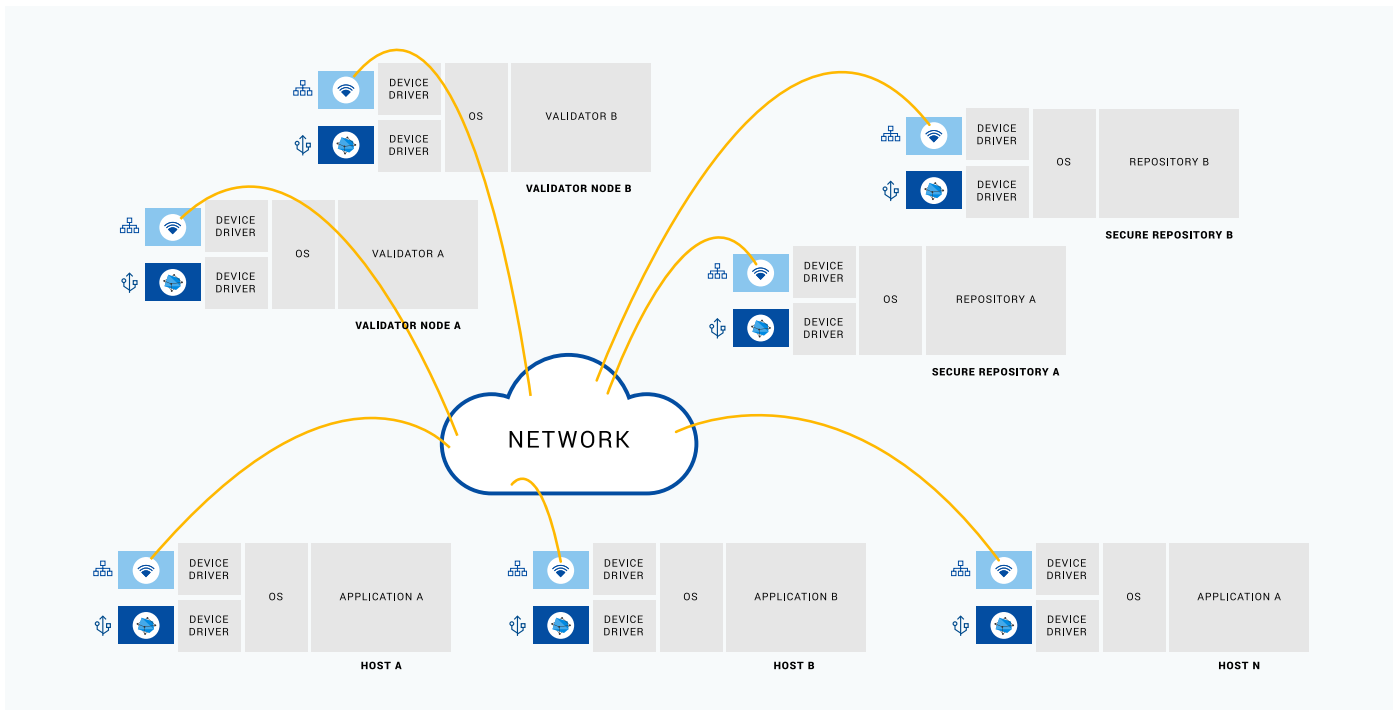 DEVICE
DRIVER
DEVICE
DRIVER
OS
VALIDATOR B
VALIDATOR NODE B
DEVICE
DRIVER
DEVICE
DRIVER
OS
REPOSITORY B
SECURE REPOSITORY B
DEVICE
DRIVER
DEVICE
DRIVER
OS
VALIDATOR A
VALIDATOR NODE A
DEVICE
DRIVER
DEVICE
DRIVER
OS
REPOSITORY A
SECURE REPOSITORY A
NETWORK
DEVICE
DRIVER
DEVICE
DRIVER
OS
APPLICATION A
HOST A
DEVICE
DRIVER
DEVICE
DRIVER
OS
APPLICATION B
HOST B
DEVICE
DRIVER
DEVICE
DRIVER
OS
APPLICATION A
HOST N